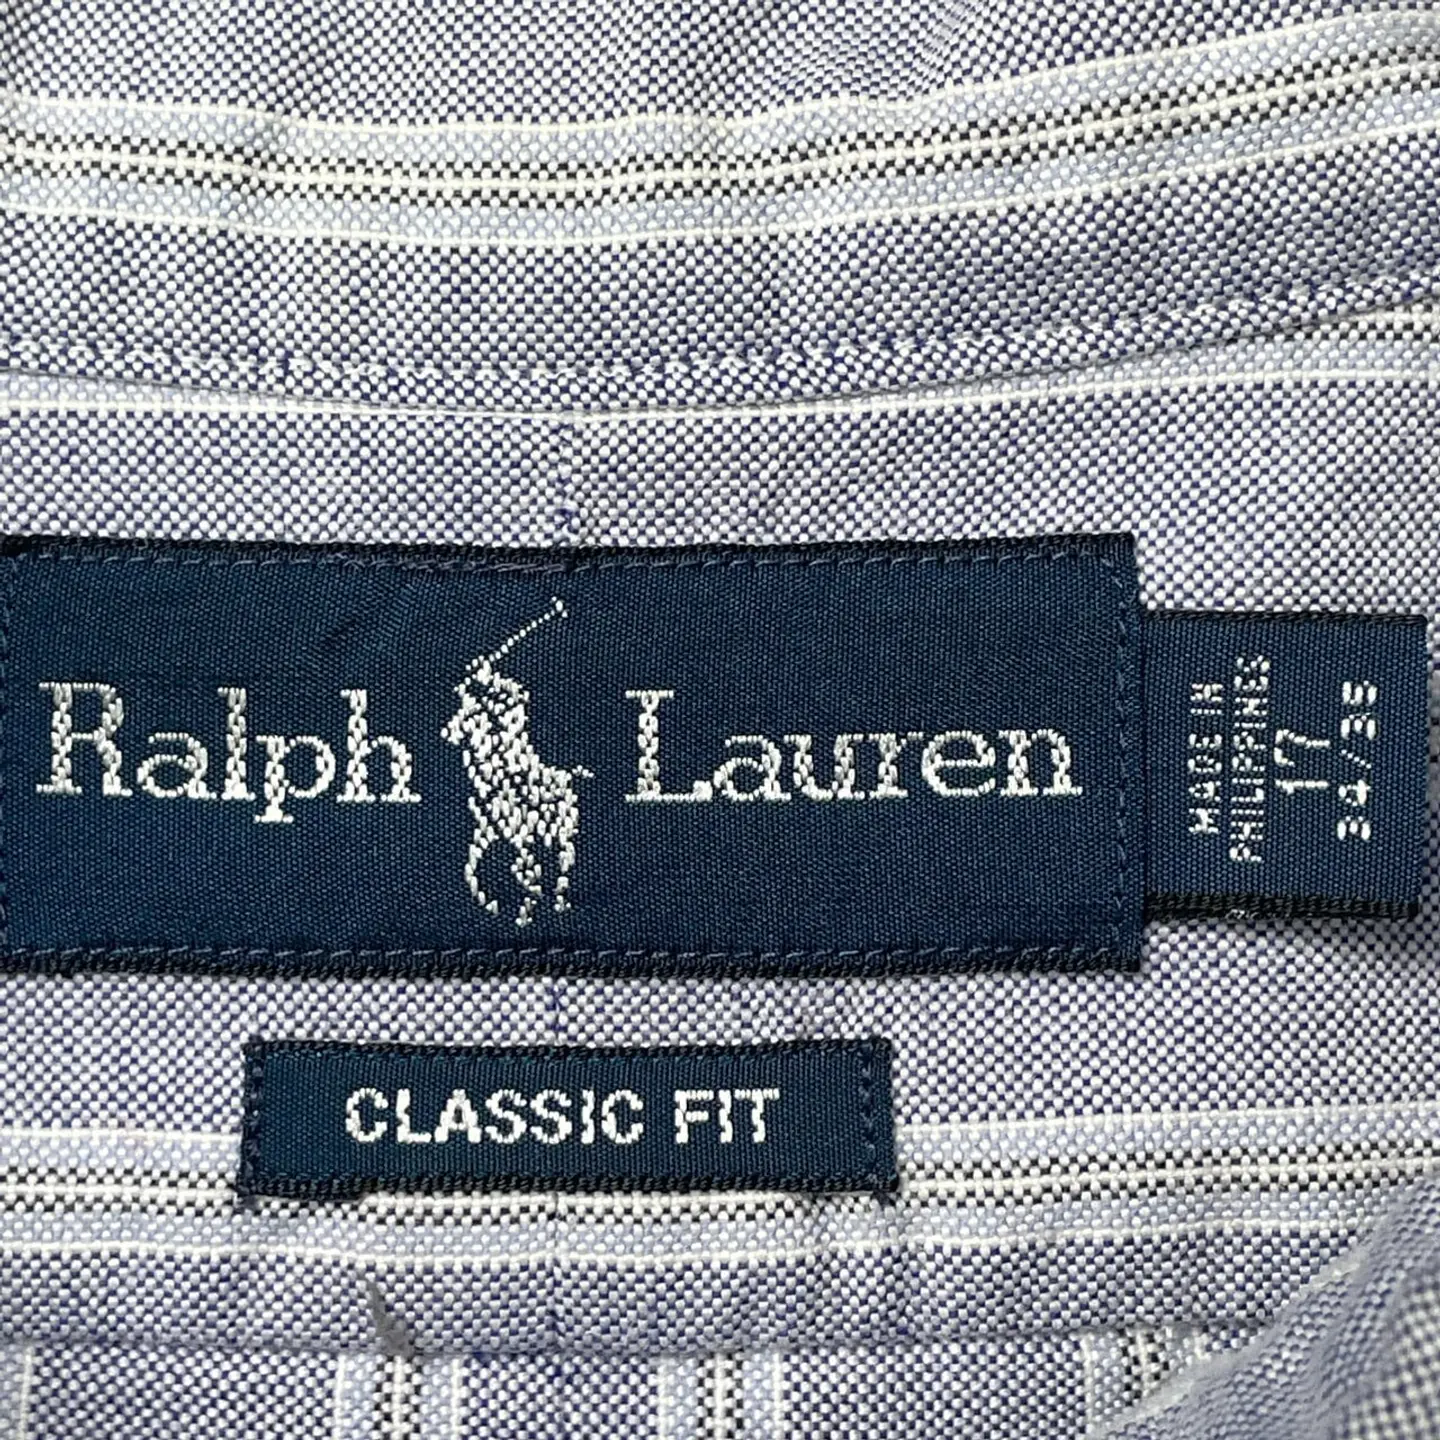 Ralph Lauren
MADE IN
PHILIPPINES
17
34/35
CLASSIC FIT